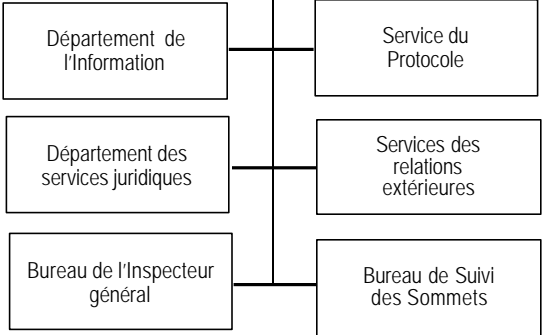 Département de
l'Information
Service du
Protocole
Département des
services juridiques
Services des
relations
extérieures
Bureau de l'Inspecteur
général
Bureau de Suivi
des Sommets